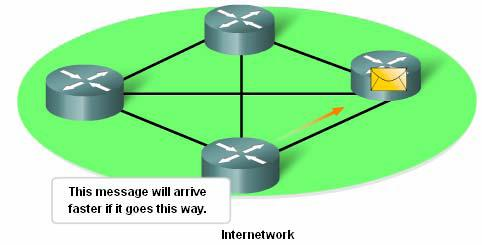 This message will arrive
faster if it goes this way.
Internetwork